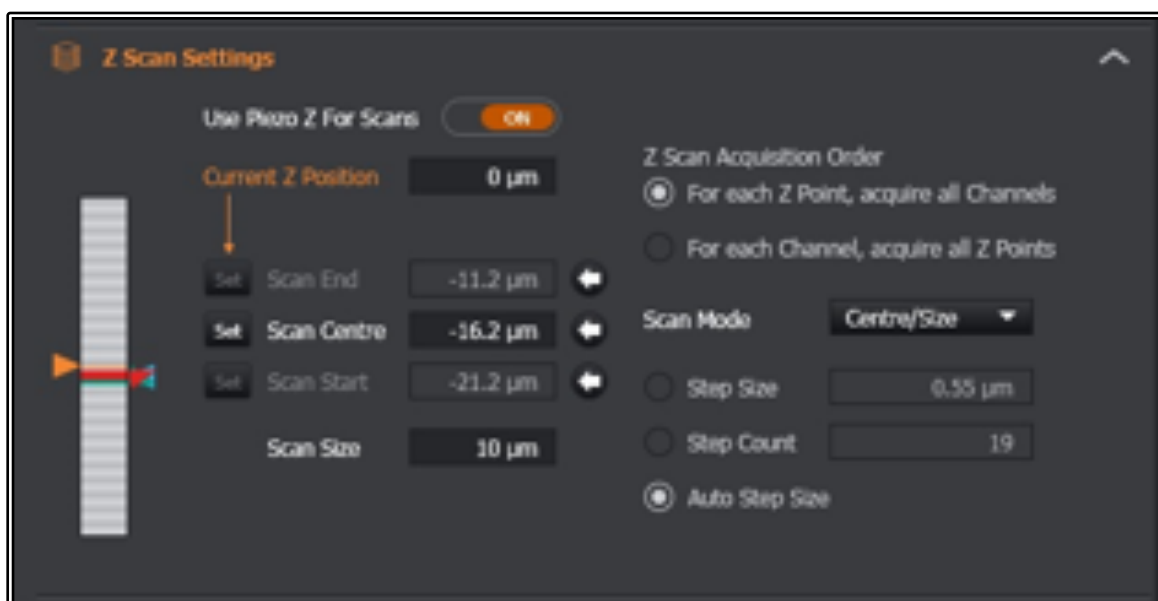 Z Scan Settings
Use Piezo Z For Scans ON
Current Z Position 0 µm
Set Scan End -11.2 µm
Set Scan Centre -16.2 µm
Set Scan Start -21.2 µm
Scan Size 10 µm
Z Scan Acquisition Order
For each Z Point, acquire all Channels
For each Channel, acquire all Z Points
Scan Mode Centre/Size
Step Size 0.55 µm
Step Count 19
Auto Step Size